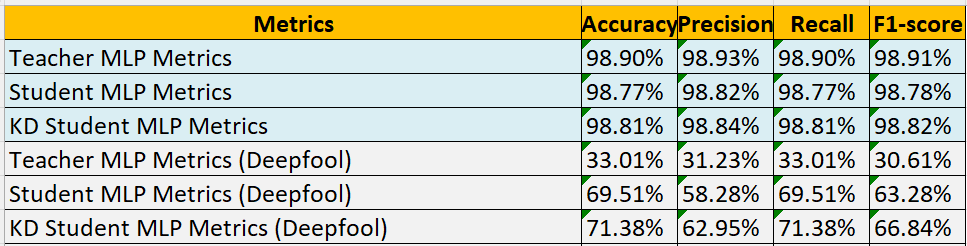 Metrics Accuracy Precision Recall F1-score
Teacher MLP Metrics 98.90% 98.93% 98.90% 98.91%
Student MLP Metrics 98.77% 98.82% 98.77% 98.78%
KD Student MLP Metrics 98.81% 98.84% 98.81% 98.82%
Teacher MLP Metrics (Deepfool) 33.01% 31.23% 33.01% 30.61%
Student MLP Metrics (Deepfool) 69.51% 58.28% 69.51% 63.28%
KD Student MLP Metrics (Deepfool) 71.38% 62.95% 71.38% 66.84%